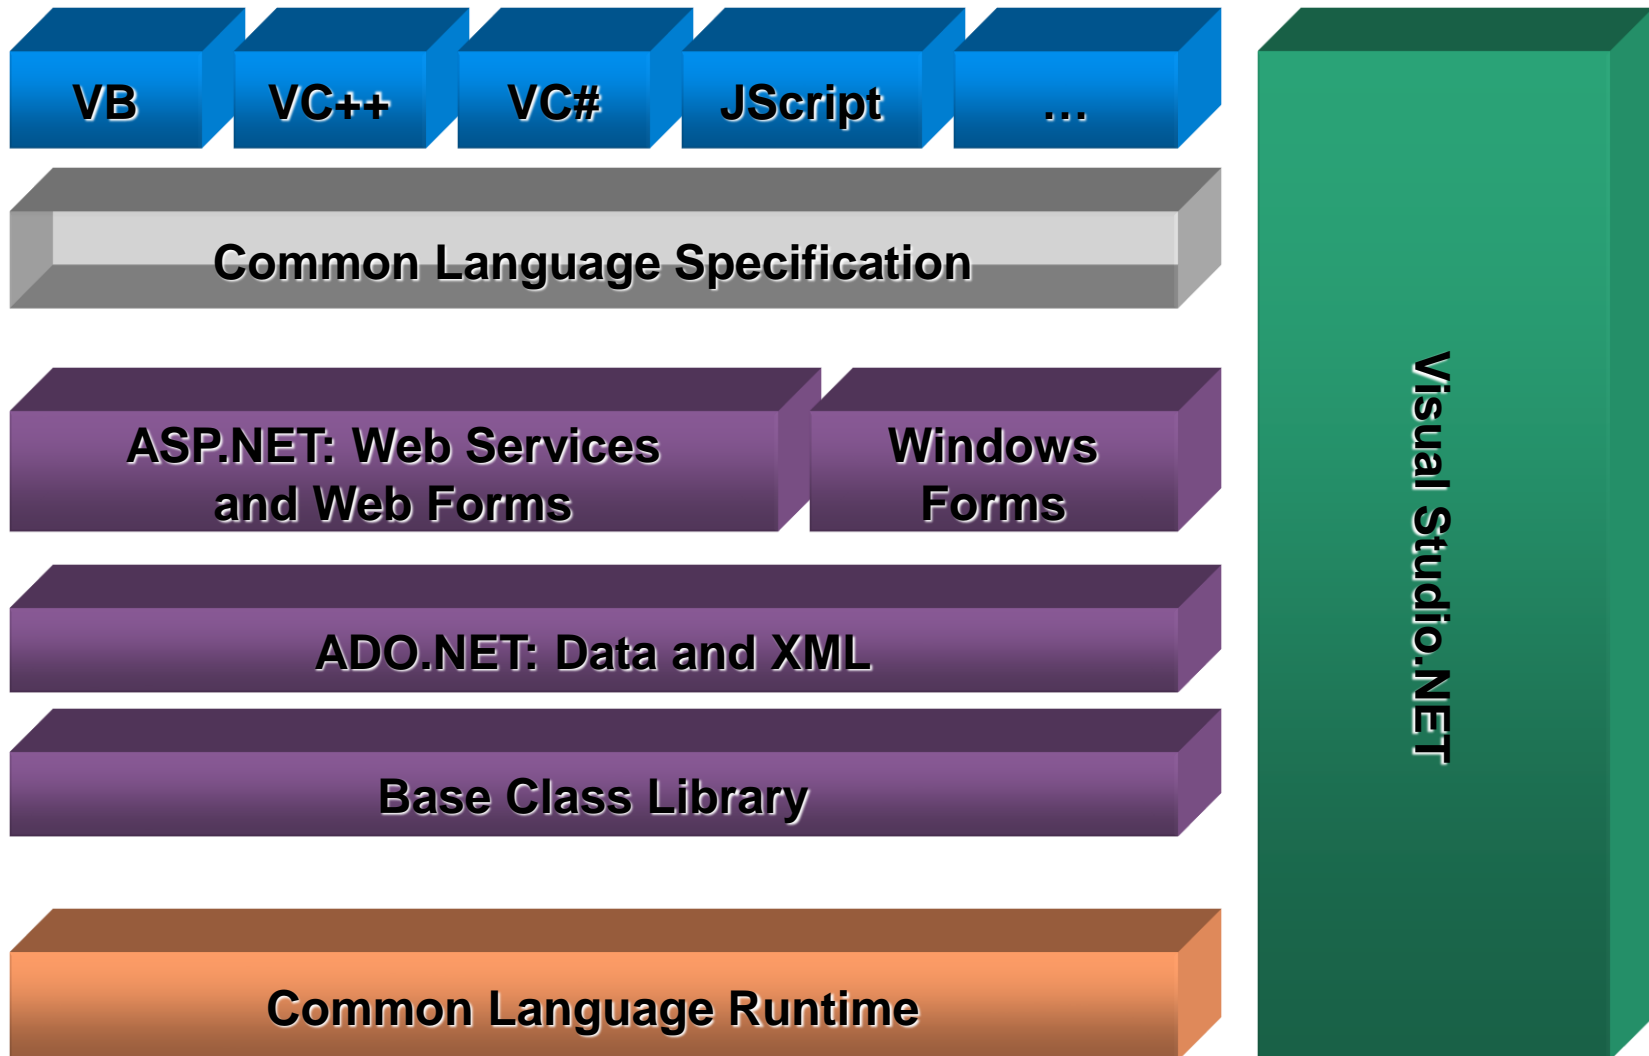 VB
VC++
VC#
JScript
…
Common Language Specification
ASP.NET: Web Services
and Web Forms
Windows
Forms
ADO.NET: Data and XML
Base Class Library
Common Language Runtime
Visual Studio.NET